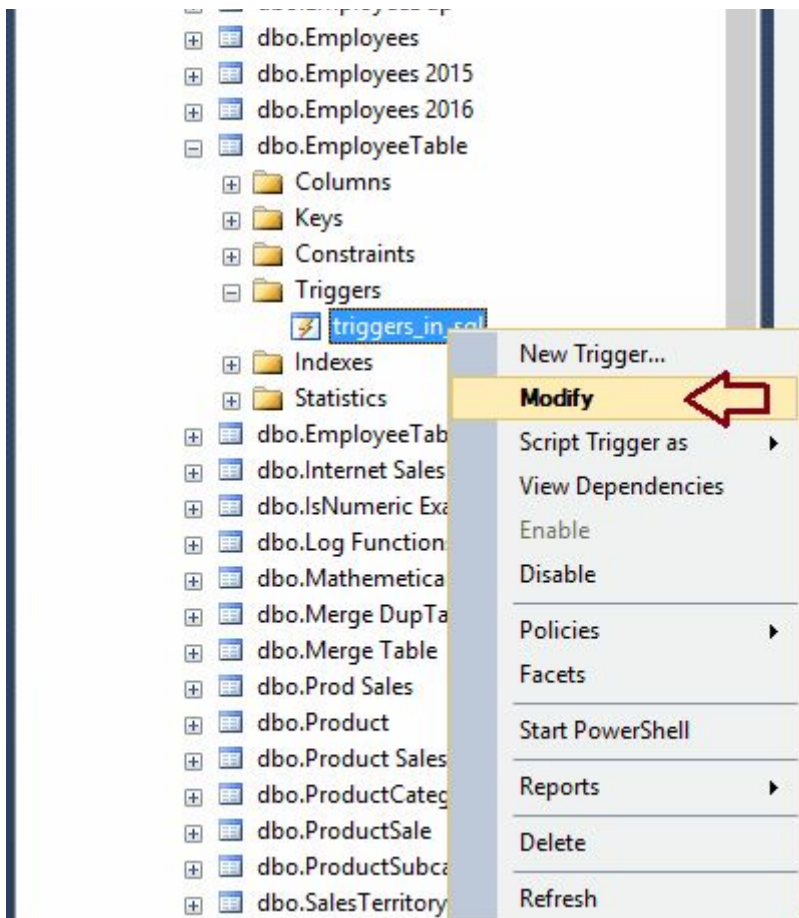 dbo.Employees
dbo.Employees 2015
dbo.Employees 2016
dbo.EmployeeTable
Columns
Keys
Constraints
Triggers
triggers_in_sql
Indexes
Statistics
dbo.EmployeeTab
dbo.Internet Sales
dbo.IsNumeric Exa
dbo.Log Function
dbo.Mathemetica
dbo.Merge DupTa
dbo.Merge Table
dbo.Prod Sales
dbo.Product
dbo.Product Sales
dbo.ProductCateg
dbo.ProductSale
dbo.ProductSubca
dbo.SalesTerritory
New Trigger...
Modify
Script Trigger as
View Dependencies
Enable
Disable
Policies
Facets
Start PowerShell
Reports
Delete
Refresh